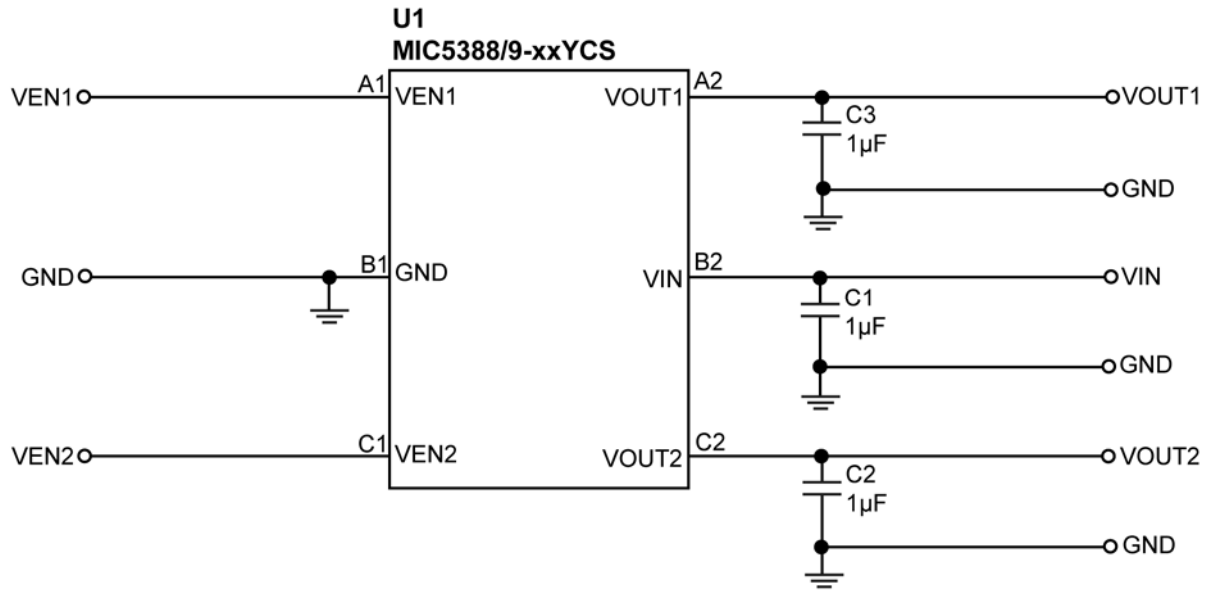 U1
MIC5388/9-xxYCS
VEN1 A1 VEN1 VOUT1 A2 VOUT1
C3
1µF
GND
GND B1 GND VIN B2 VIN
C1
1µF
GND
VEN2 C1 VEN2 VOUT2 C2 VOUT2
C2
1µF
GND